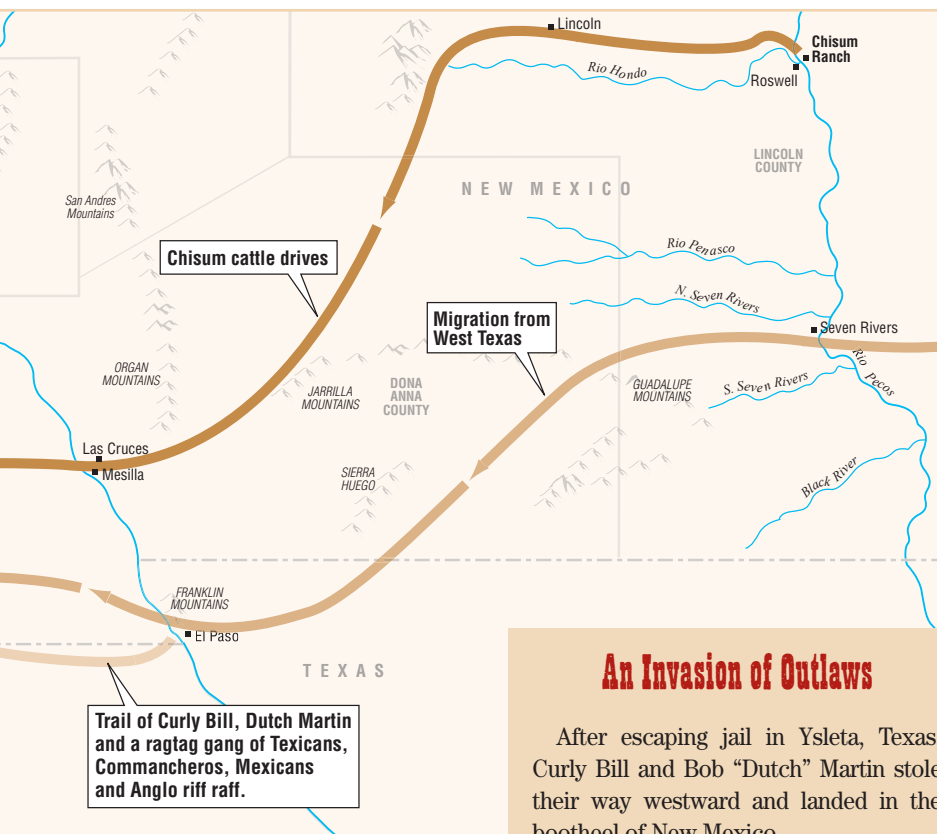 Lincoln
Chisum
Ranch
Rio Hondo
Roswell
LINCOLN
COUNTY
NEW MEXICO
San Andres
Mountains
Rio Penasco
Chisum cattle drives
N. Seven Rivers
Migration from
West Texas
Seven Rivers
Rio Pecos
ORGAN
MOUNTAINS
JARRILLA
MOUNTAINS
DONA
ANNA
COUNTY
GUADALUPE
MOUNTAINS
S. Seven Rivers
Las Cruces
Mesilla
SIERRA
HUEGO
Black River
FRANKLIN
MOUNTAINS
El Paso
TEXAS
Trail of Curly Bill, Dutch Martin
and a ragtag gang of Texicans,
Commancheros, Mexicans
and Anglo riff raff.
An Invasion of Outlaws
After escaping jail in Ysleta, Texas
Curly Bill and Bob “Dutch” Martin stole
their way westward and landed in the
bootheel of New Mexico